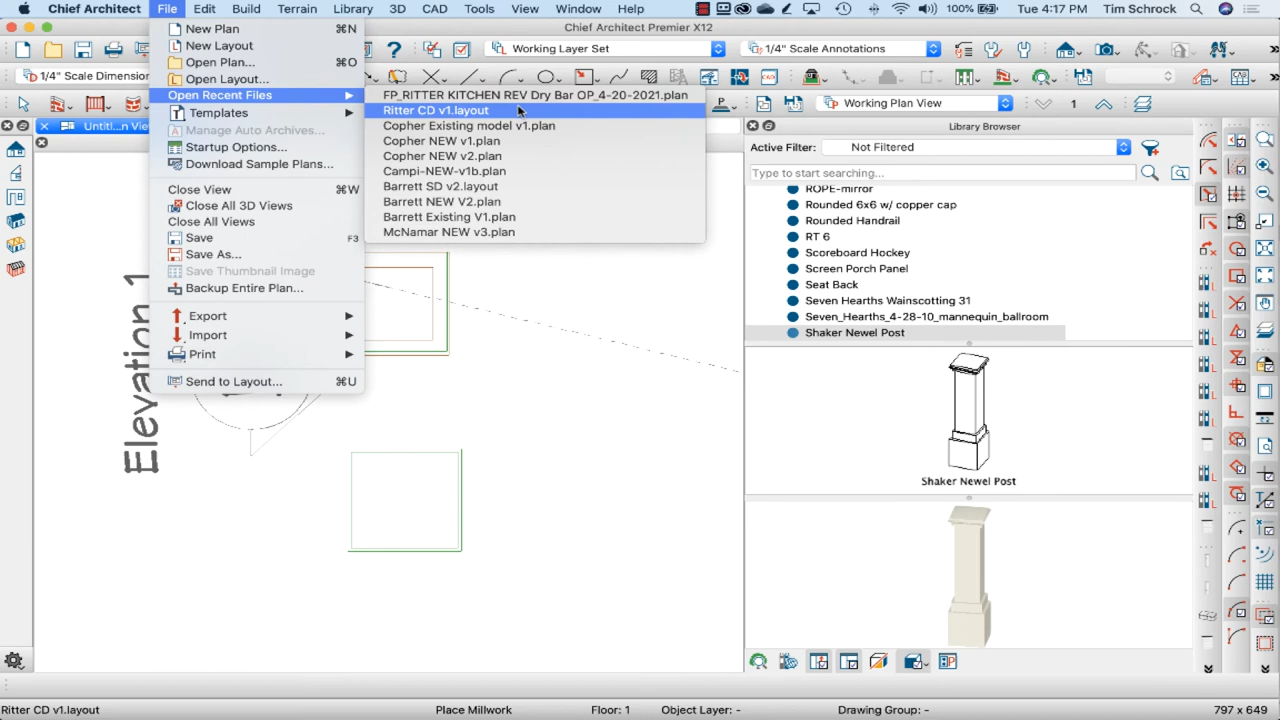 Chief Architect File Edit Build Terrain Library 3D CAD Tools View Window Help 100% Tue 4:17 PM Tim Schrock
Chief Architect Premier X12
Working Layer Set
1/4" Scale Annotations
1/4" Scale Dimension
Working Plan View
1
Untitl...n View
New Plan ⌘N
New Layout
Open Plan... ⌘O
Open Layout...
Open Recent Files
Templates
Manage Auto Archives...
Startup Options...
Download Sample Plans...
Close View ⌘W
Close All 3D Views
Close All Views
Save F3
Save As...
Save Thumbnail Image
Backup Entire Plan...
Export
Import
Print
Send to Layout... ⌘U
FP_RITTER KITCHEN REV Dry Bar OP_4-20-2021.plan
Ritter CD v1.layout
Copher Existing model v1.plan
Copher NEW v1.plan
Copher NEW v2.plan
Campi-NEW-v1b.plan
Barrett SD v2.layout
Barrett NEW V2.plan
Barrett Existing V1.plan
McNamar NEW v3.plan
Elevation 1
Library Browser
Active Filter: Not Filtered
Type to start searching...
ROPE-mirror
Rounded 6x6 w/ copper cap
Rounded Handrail
RT 6
Scoreboard Hockey
Screen Porch Panel
Seat Back
Seven Hearths Wainscotting 31
Seven_Hearths_4-28-10_mannequin_ballroom
Shaker Newel Post
Shaker Newel Post
Ritter CD v1.layout Place Millwork Floor: 1 Object Layer: - Drawing Group: - 797 x 649